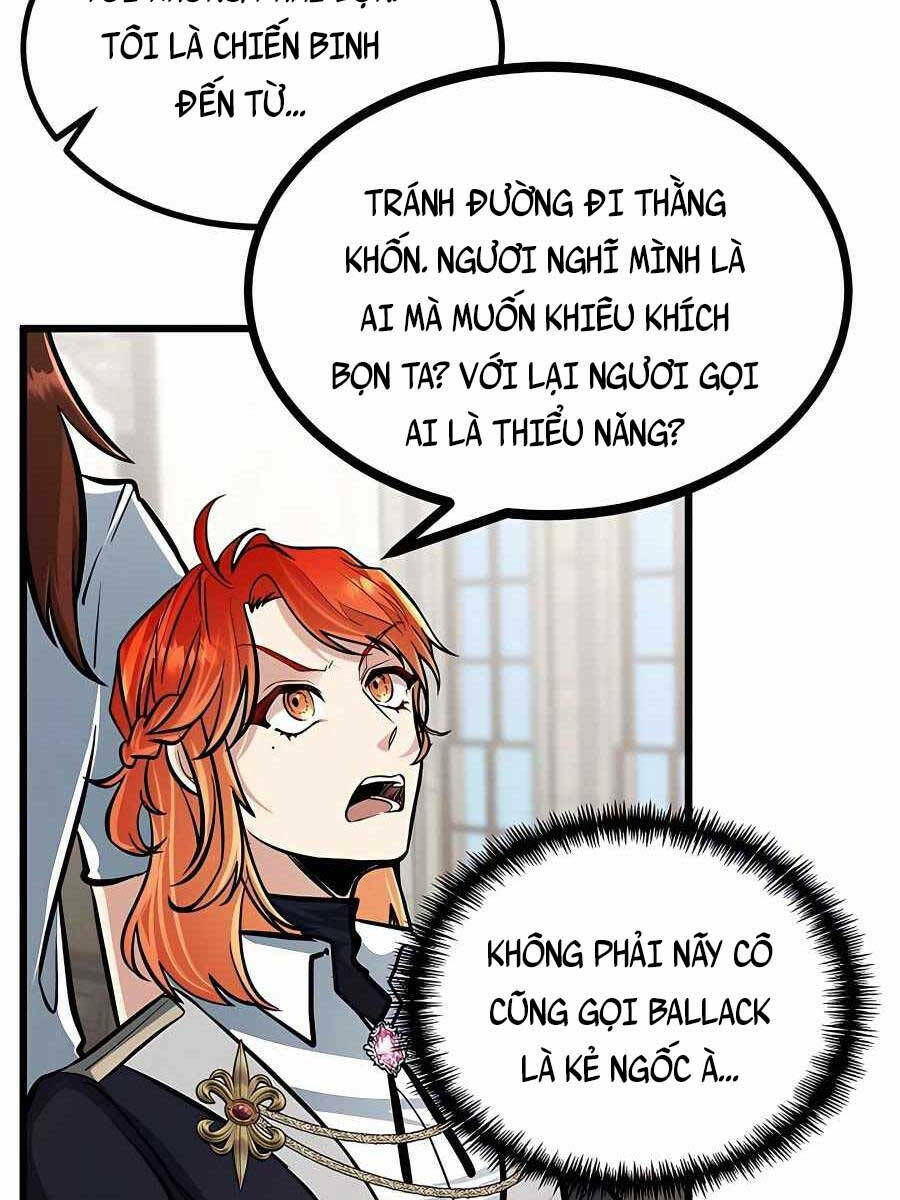 TÔI LÀ CHIẾN BINH
ĐẾN TỪ...
TRÁNH ĐƯỜNG ĐI THẰNG
KHỐN. NGƯƠI NGHĨ MÌNH LÀ
AI MÀ MUỐN KHIÊU KHÍCH
BỌN TA? VỚI LẠI NGƯƠI GỌI
AI LÀ THIỂU NĂNG?
KHÔNG PHẢI NÃY CÔ
CŨNG GỌI BALLACK
LÀ KẺ NGỐC À...